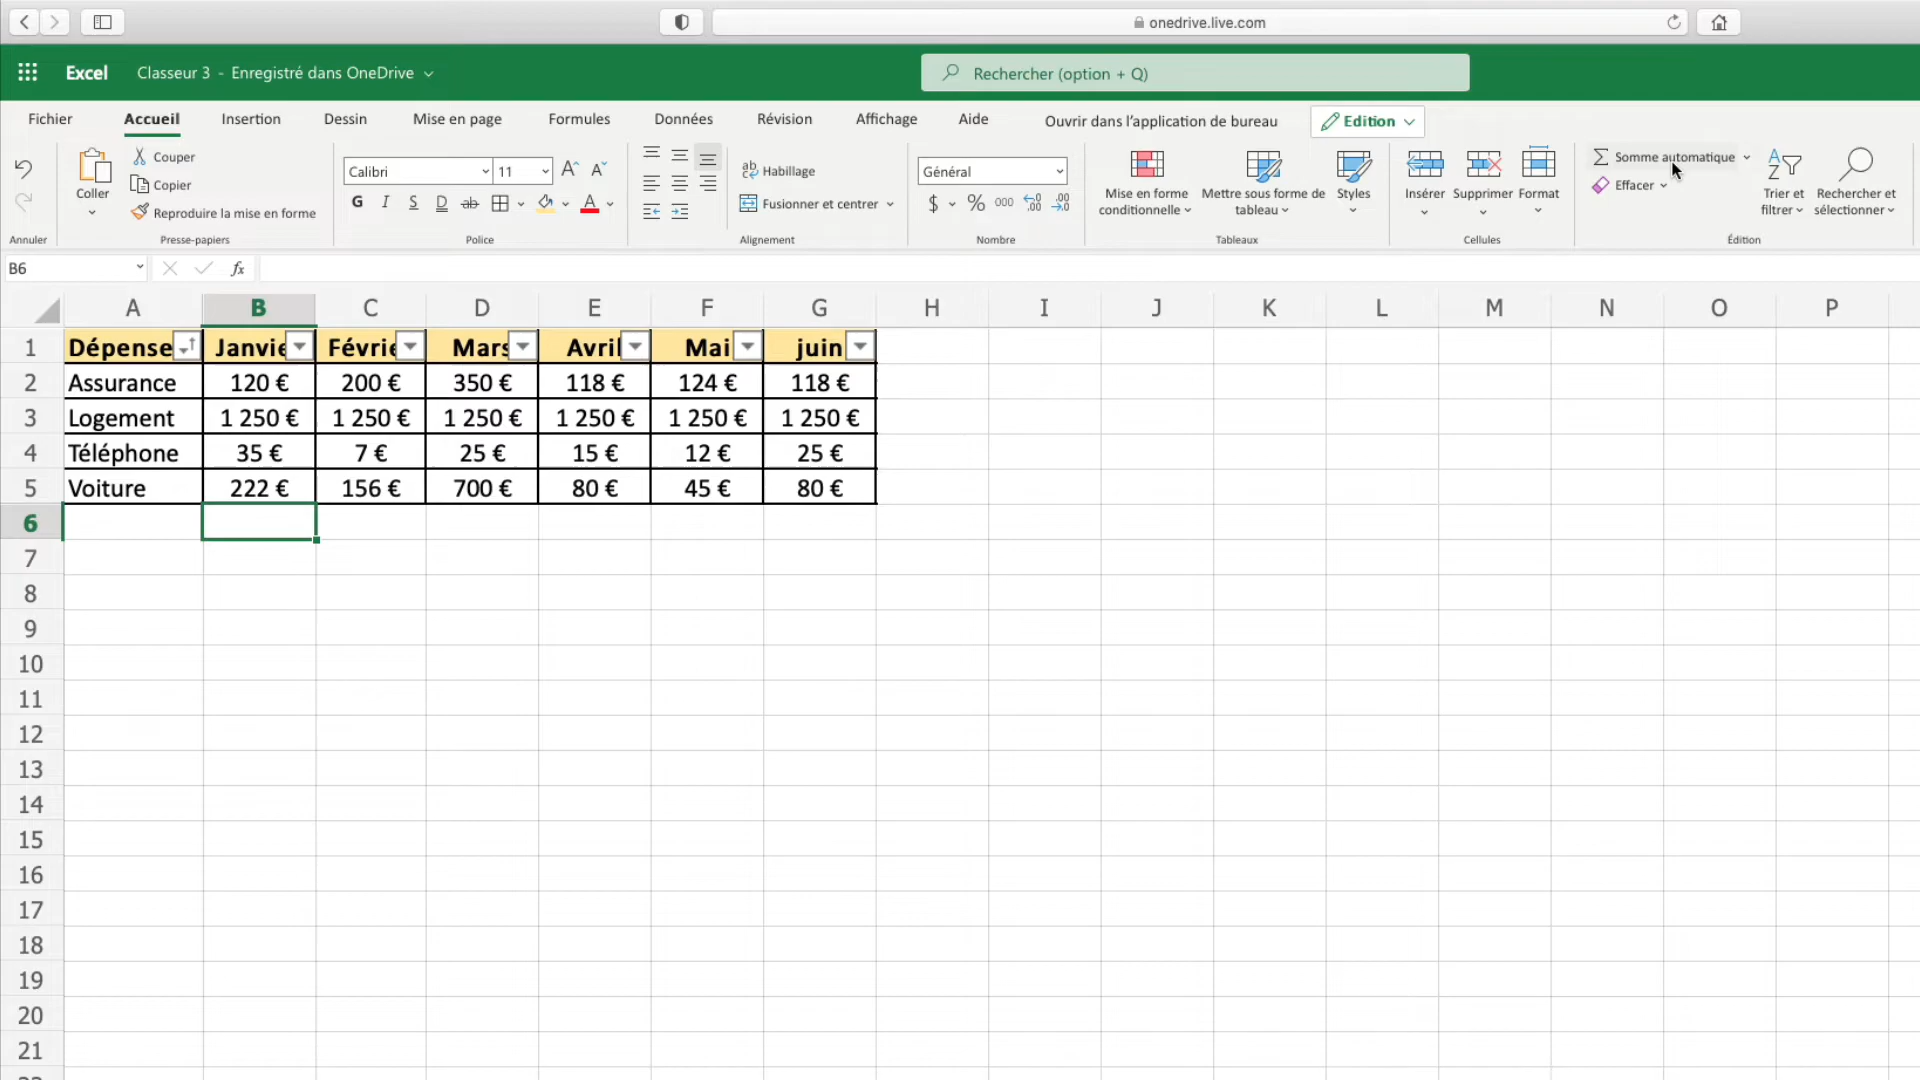 onedrive.live.com
Excel Classeur 3 - Enregistré dans OneDrive Rechercher (option + Q)
Fichier Accueil Insertion Dessin Mise en page Formules Données Révision Affichage Aide Ouvrir dans l’application de bureau Edition
Couper
Copier
Reproduire la mise en forme
Coller
Annuler
Presse-papiers
Calibri 11
G I S D ab A
Police
Habillage
Fusionner et centrer
Alignement
Général
$ % 000
Nombre
Mise en forme
conditionnelle
Mettre sous forme de
tableau
Styles
Tableaux
Insérer Supprimer Format
Cellules
Somme automatique
Effacer
Trier et
filtrer
Rechercher et
sélectionner
Édition
B6 fx
A B C D E F G H I J K L M N O P
1 Dépense Janvie Févrie Mars Avril Mai juin
2 Assurance 120 € 200 € 350 € 118 € 124 € 118 €
3 Logement 1 250 € 1 250 € 1 250 € 1 250 € 1 250 € 1 250 €
4 Téléphone 35 € 7 € 25 € 15 € 12 € 25 €
5 Voiture 222 € 156 € 700 € 80 € 45 € 80 €
6
7
8
9
10
11
12
13
14
15
16
17
18
19
20
21